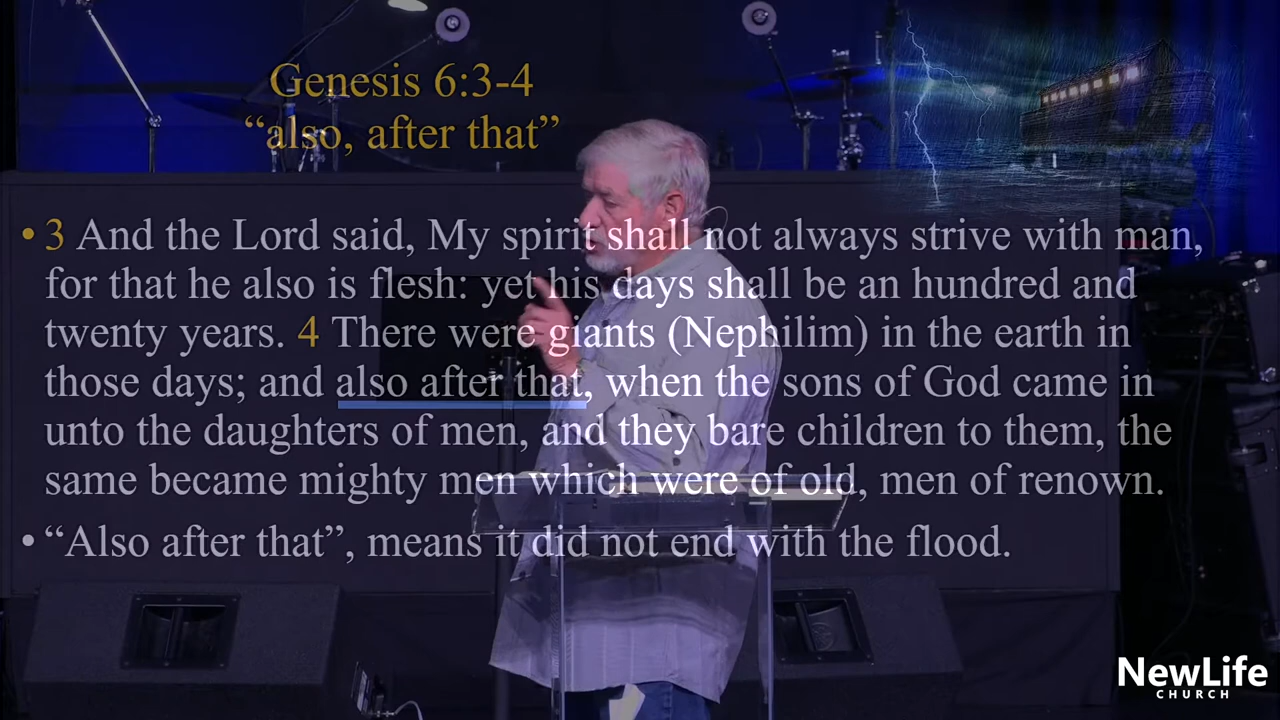 Genesis 6:3-4
“also, after that”
• 3 And the Lord said, My spirit shall not always strive with man,
for that he also is flesh: yet his days shall be an hundred and
twenty years. 4 There were giants (Nephilim) in the earth in
those days; and also after that, when the sons of God came in
unto the daughters of men, and they bare children to them, the
same became mighty men which were of old, men of renown.
• “Also after that”, means it did not end with the flood.
NewLife
CHURCH